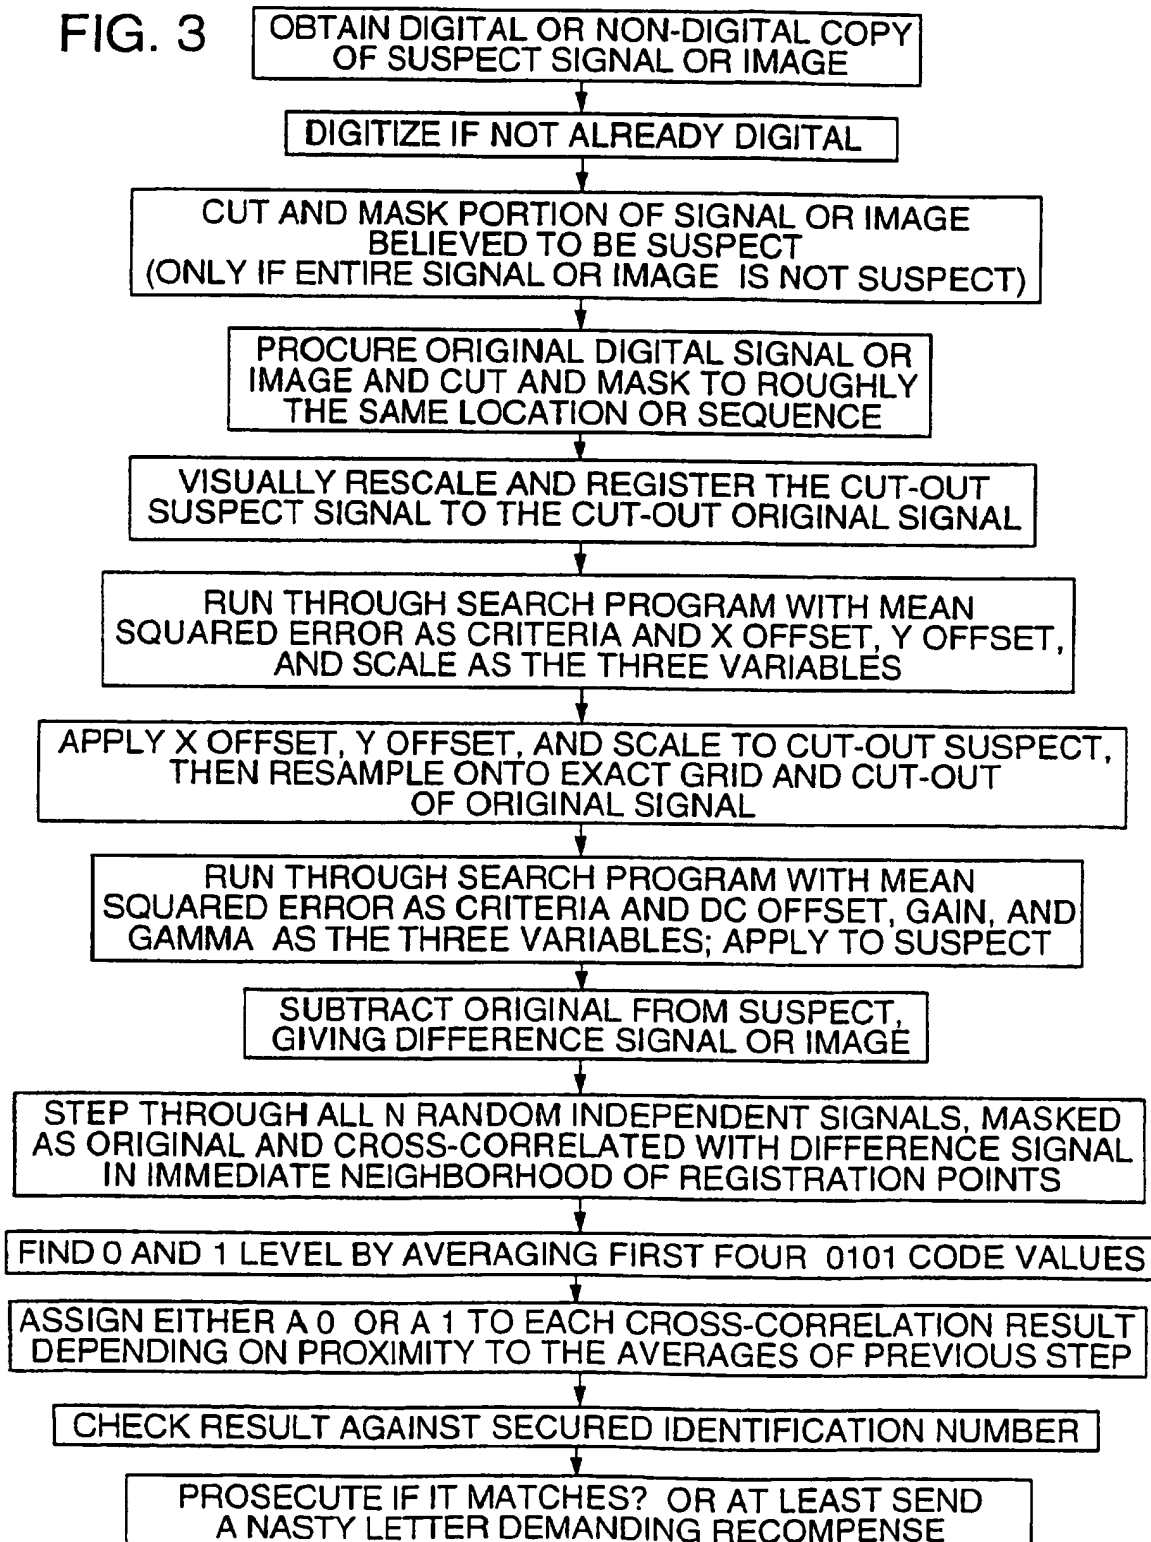 FIG. 3
OBTAIN DIGITAL OR NON-DIGITAL COPY
OF SUSPECT SIGNAL OR IMAGE
DIGITIZE IF NOT ALREADY DIGITAL
CUT AND MASK PORTION OF SIGNAL OR IMAGE
BELIEVED TO BE SUSPECT
(ONLY IF ENTIRE SIGNAL OR IMAGE IS NOT SUSPECT)
PROCURE ORIGINAL DIGITAL SIGNAL OR
IMAGE AND CUT AND MASK TO ROUGHLY
THE SAME LOCATION OR SEQUENCE
VISUALLY RESCALE AND REGISTER THE CUT-OUT
SUSPECT SIGNAL TO THE CUT-OUT ORIGINAL SIGNAL
RUN THROUGH SEARCH PROGRAM WITH MEAN
SQUARED ERROR AS CRITERIA AND X OFFSET, Y OFFSET,
AND SCALE AS THE THREE VARIABLES
APPLY X OFFSET, Y OFFSET, AND SCALE TO CUT-OUT SUSPECT,
THEN RESAMPLE ONTO EXACT GRID AND CUT-OUT
OF ORIGINAL SIGNAL
RUN THROUGH SEARCH PROGRAM WITH MEAN
SQUARED ERROR AS CRITERIA AND DC OFFSET, GAIN, AND
GAMMA AS THE THREE VARIABLES; APPLY TO SUSPECT
SUBTRACT ORIGINAL FROM SUSPECT,
GIVING DIFFERENCE SIGNAL OR IMAGE
STEP THROUGH ALL N RANDOM INDEPENDENT SIGNALS, MASKED
AS ORIGINAL AND CROSS-CORRELATED WITH DIFFERENCE SIGNAL
IN IMMEDIATE NEIGHBORHOOD OF REGISTRATION POINTS
FIND 0 AND 1 LEVEL BY AVERAGING FIRST FOUR 0101 CODE VALUES
ASSIGN EITHER A 0 OR A 1 TO EACH CROSS-CORRELATION RESULT
DEPENDING ON PROXIMITY TO THE AVERAGES OF PREVIOUS STEP
CHECK RESULT AGAINST SECURED IDENTIFICATION NUMBER
PROSECUTE IF IT MATCHES? OR AT LEAST SEND
A NASTY LETTER DEMANDING RECOMPENSE